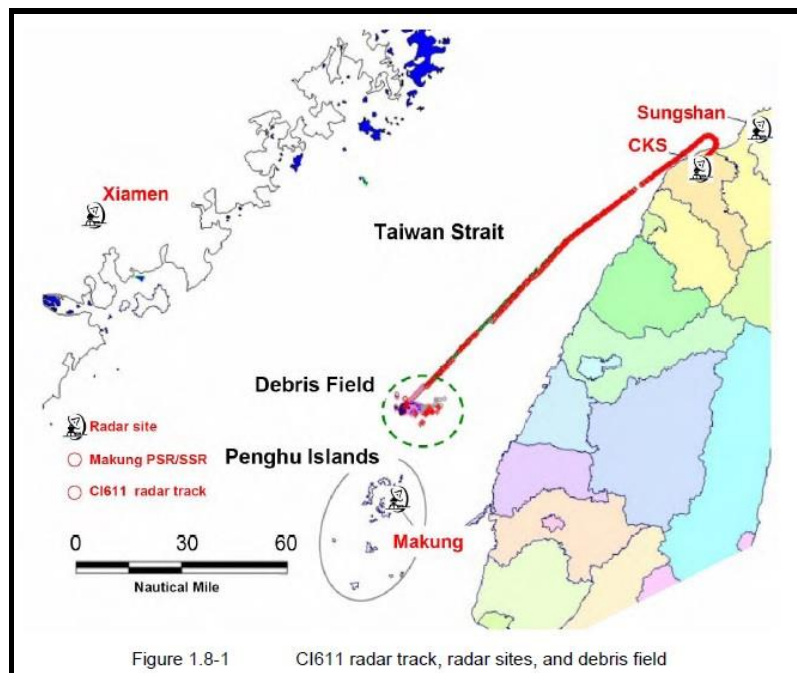 Sungshan
CKS
Xiamen
Taiwan Strait
Debris Field
Radar site
Makung PSR/SSR
CI611 radar track
Penghu Islands
Makung
0 30 60
Nautical Mile
Figure 1.8-1 CI611 radar track, radar sites, and debris field